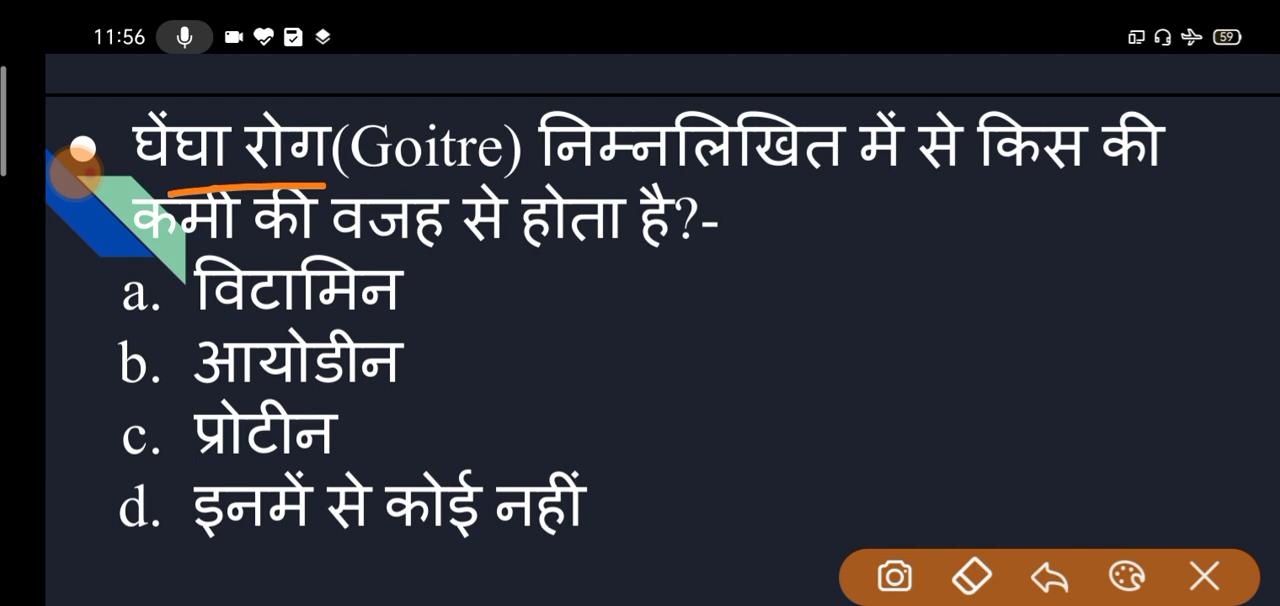 11:56
59
घेंघा रोग(Goitre) निम्नलिखित में से किस की
कमी की वजह से होता है?-
a. विटामिन
b. आयोडीन
c. प्रोटीन
d. इनमें से कोई नहीं